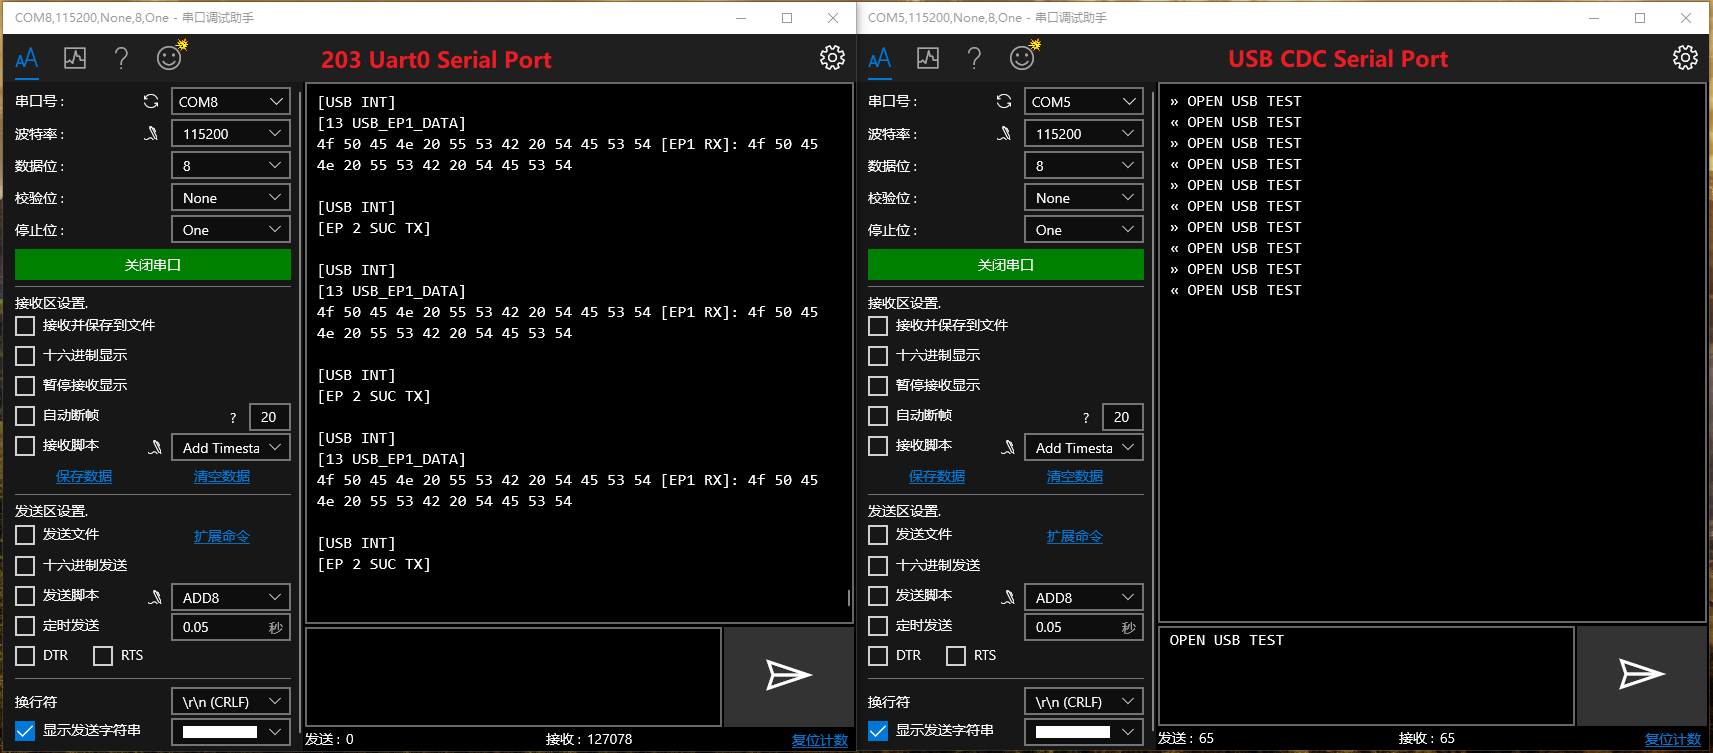 COM8,115200,None,8,One - 串口调试助手
203 Uart0 Serial Port
串口号 :
COM8
波特率 :
115200
数据位 :
8
校验位 :
None
停止位 :
One
关闭串口
接收区设置.
接收并保存到文件
十六进制显示
暂停接收显示
自动断帧 ? 20
接收脚本 Add Timesta
保存数据 清空数据
发送区设置.
发送文件 扩展命令
十六进制发送
发送脚本 ADD8
定时发送 0.05 秒
DTR RTS
换行符 \r\n (CRLF)
显示发送字符串
[USB INT]
[13 USB_EP1_DATA]
4f 50 45 4e 20 55 53 42 20 54 45 53 54 [EP1 RX]: 4f 50 45
4e 20 55 53 42 20 54 45 53 54
[USB INT]
[EP 2 SUC TX]
[USB INT]
[13 USB_EP1_DATA]
4f 50 45 4e 20 55 53 42 20 54 45 53 54 [EP1 RX]: 4f 50 45
4e 20 55 53 42 20 54 45 53 54
[USB INT]
[EP 2 SUC TX]
[USB INT]
[13 USB_EP1_DATA]
4f 50 45 4e 20 55 53 42 20 54 45 53 54 [EP1 RX]: 4f 50 45
4e 20 55 53 42 20 54 45 53 54
[USB INT]
[EP 2 SUC TX]
发送 : 0 接收 : 127078 复位计数
COM5,115200,None,8,One - 串口调试助手
USB CDC Serial Port
串口号 :
COM5
波特率 :
115200
数据位 :
8
校验位 :
None
停止位 :
One
关闭串口
接收区设置.
接收并保存到文件
十六进制显示
暂停接收显示
自动断帧 ? 20
接收脚本 Add Timesta
保存数据 清空数据
发送区设置.
发送文件 扩展命令
十六进制发送
发送脚本 ADD8
定时发送 0.05 秒
DTR RTS
换行符 \r\n (CRLF)
显示发送字符串
» OPEN USB TEST
« OPEN USB TEST
» OPEN USB TEST
« OPEN USB TEST
» OPEN USB TEST
« OPEN USB TEST
» OPEN USB TEST
« OPEN USB TEST
» OPEN USB TEST
« OPEN USB TEST
OPEN USB TEST
发送 : 65 接收 : 65 复位计数